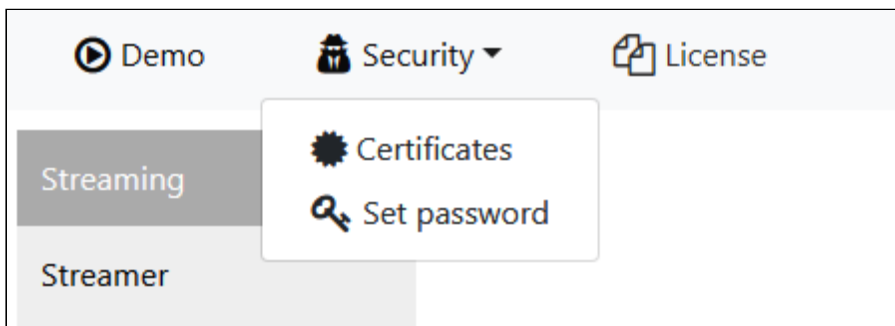 Demo
Security
License
Certificates
Set password
Streaming
Streamer